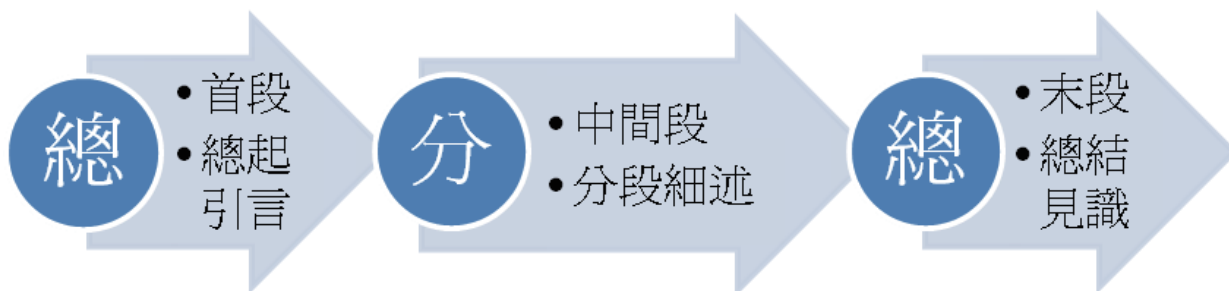 總
• 首段
• 總起
引言
分
• 中間段
• 分段細述
總
• 末段
• 總結
見識